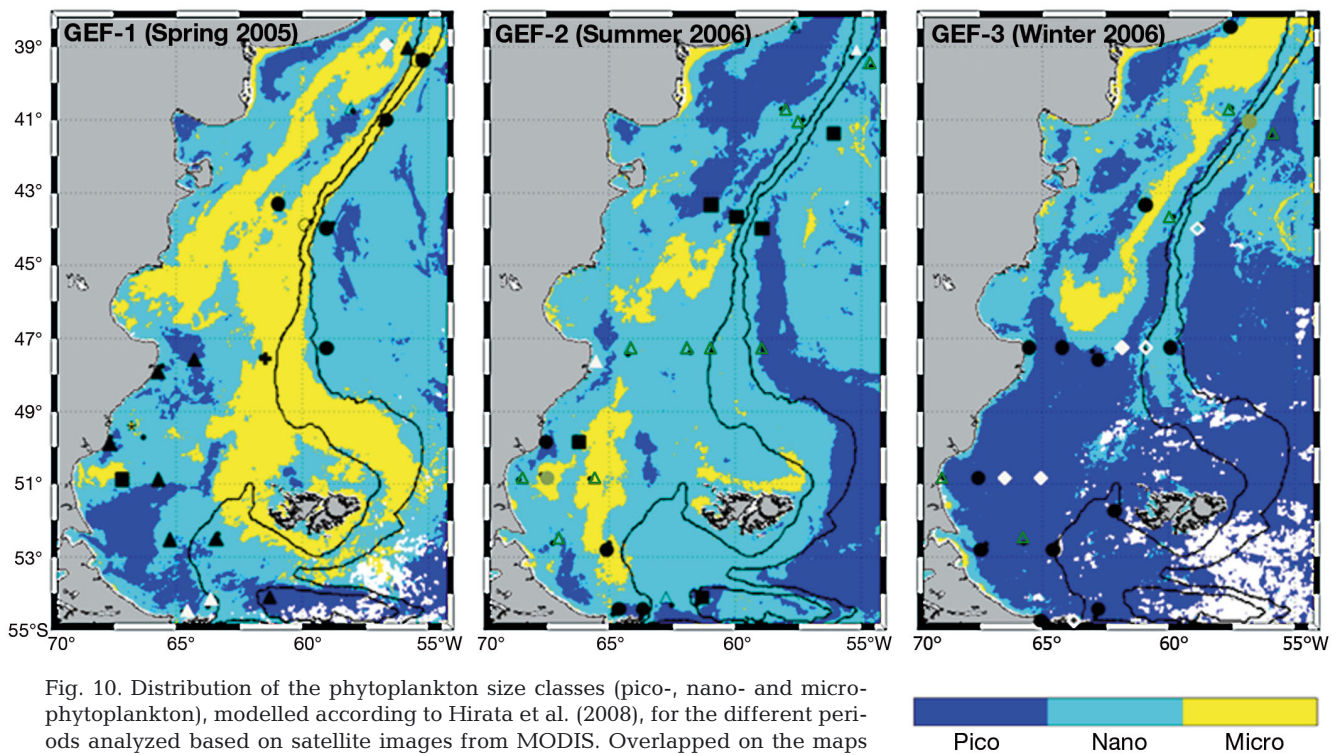 GEF-1 (Spring 2005)
GEF-2 (Summer 2006)
GEF-3 (Winter 2006)
39°
41°
43°
45°
47°
49°
51°
53°
55°S
70° 65° 60° 55°W
70° 65° 60° 55°W
70° 65° 60° 55°W
Fig. 10. Distribution of the phytoplankton size classes (pico-, nano- and micro-
phytoplankton), modelled according to Hirata et al. (2008), for the different peri-
ods analyzed based on satellite images from MODIS. Overlapped on the maps
Pico Nano Micro